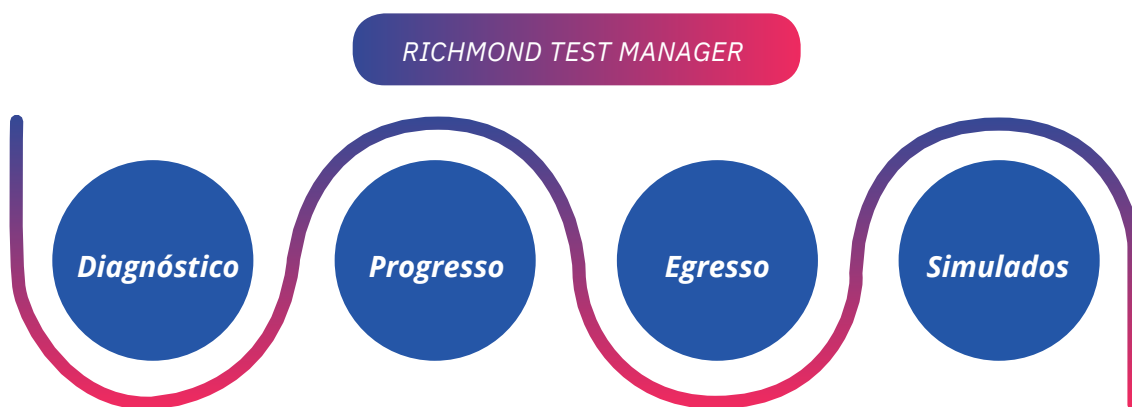 RICHMOND TEST MANAGER
Diagnóstico
Progresso
Egresso
Simulados